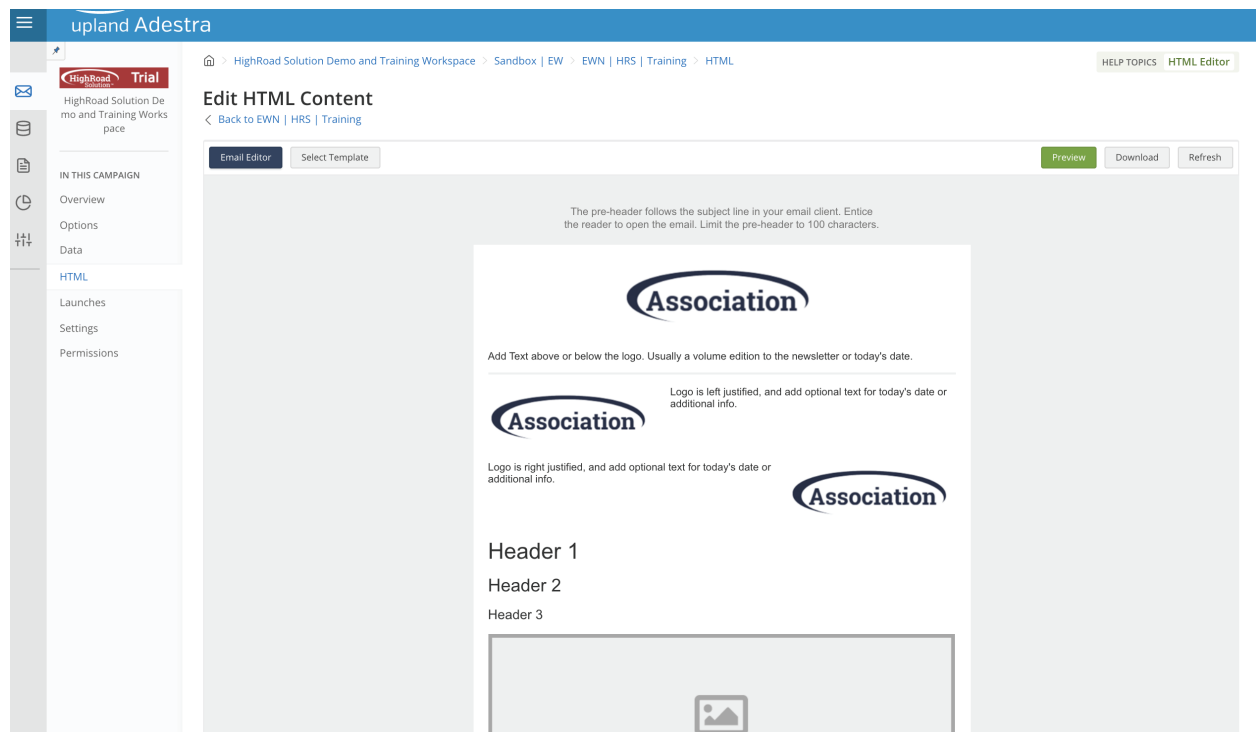 upland Adestra
HighRoad Solution Trial
HighRoad Solution De
mo and Training Works
pace
IN THIS CAMPAIGN
Overview
Options
Data
HTML
Launches
Settings
Permissions
HighRoad Solution Demo and Training Workspace > Sandbox | EW > EWN | HRS | Training > HTML
HELP TOPICS HTML Editor
Edit HTML Content
< Back to EWN | HRS | Training
Email Editor Select Template Preview Download Refresh
The pre-header follows the subject line in your email client. Entice
the reader to open the email. Limit the pre-header to 100 characters.
Association
Add Text above or below the logo. Usually a volume edition to the newsletter or today's date.
Association
Logo is left justified, and add optional text for today's date or
additional info.
Logo is right justified, and add optional text for today's date or
additional info.
Association
Header 1
Header 2
Header 3